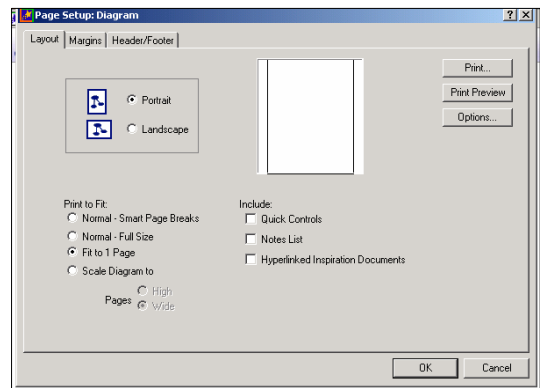 Page Setup: Diagram
Layout Margins Header/Footer
Print...
Portrait
Print Preview
Landscape
Options...
Print to Fit:
Normal - Smart Page Breaks
Normal - Full Size
Fit to 1 Page
Scale Diagram to
Pages
High
Wide
Include:
Quick Controls
Notes List
Hyperlinked Inspiration Documents
OK Cancel